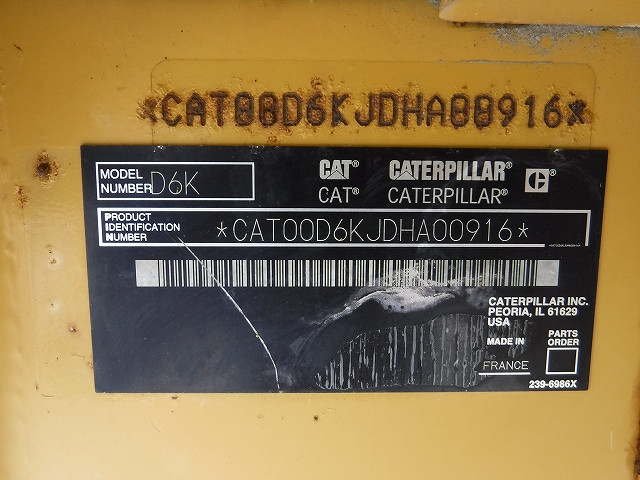 *CAT00D6KJDHA00916*
MODEL NUMBER D6K
CAT® CATERPILLAR® C®
CAT® CATERPILLAR®
PRODUCT IDENTIFICATION NUMBER *CAT00D6KJDHA00916*
CATERPILLAR INC.
PEORIA, IL 61629
USA
MADE IN
FRANCE
PARTS ORDER
239-6986X